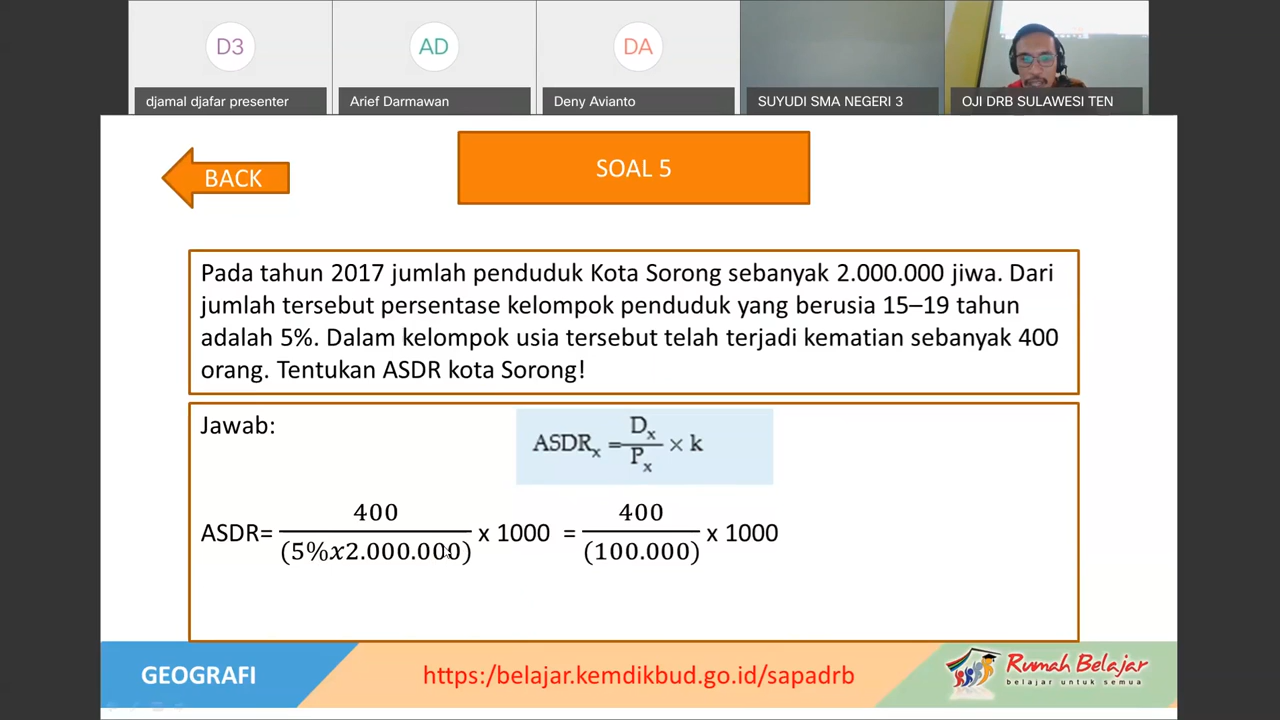 D3
AD
DA
djamal djafar presenter
Arief Darmawan
Deny Avianto
SUYUDI SMA NEGERI 3
OJI DRB SULAWESI TEN
BACK
SOAL 5
Pada tahun 2017 jumlah penduduk Kota Sorong sebanyak 2.000.000 jiwa. Dari
jumlah tersebut persentase kelompok penduduk yang berusia 15–19 tahun
adalah 5%. Dalam kelompok usia tersebut telah terjadi kematian sebanyak 400
orang. Tentukan ASDR kota Sorong!
Jawab:
ASDRₓ = Dₓ/Pₓ × k
ASDR= 400/(5%x2.000.000) x 1000 = 400/(100.000) x 1000
GEOGRAFI
https:/belajar.kemdikbud.go.id/sapadrb
Rumah Belajar
belajar untuk semua